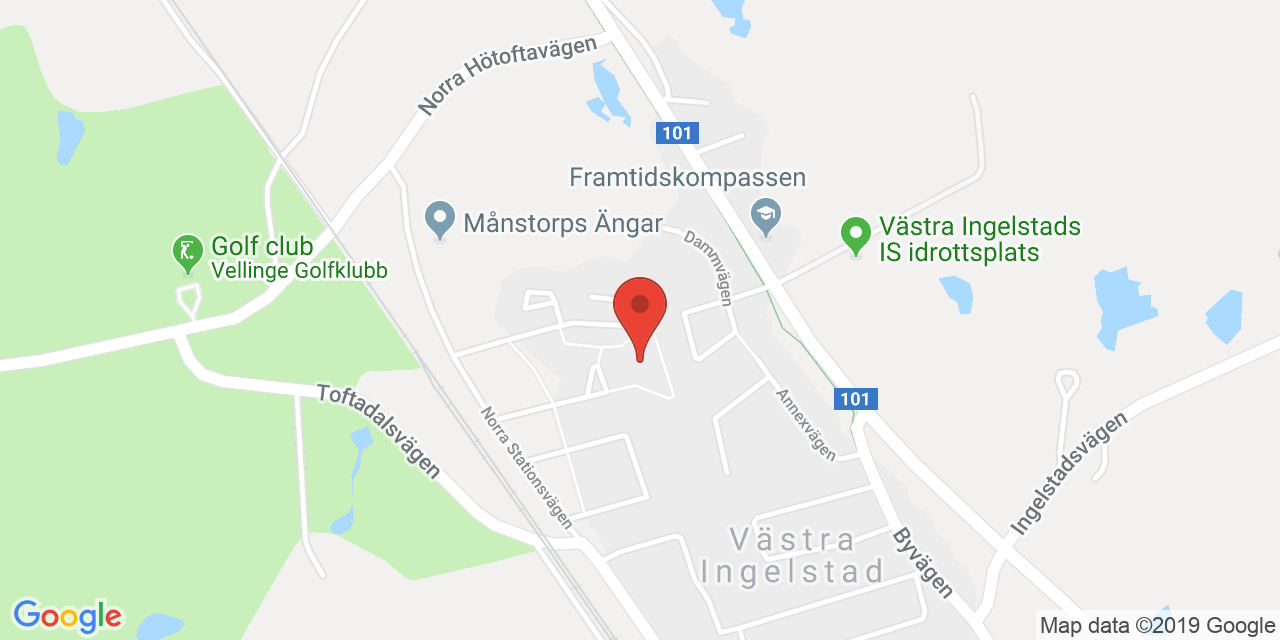 Norra Hötoftavägen
101
Framtidskompassen
Månstorps Ängar
Dammvägen
Västra Ingelstads
IS idrottsplats
Golf club
Vellinge Golfklubb
Toftadalsvägen
Norra Stationsvägen
Annexvägen
101
Ingelstadsvägen
Västra
Ingelstad
Byvägen
Google
Map data ©2019 Google